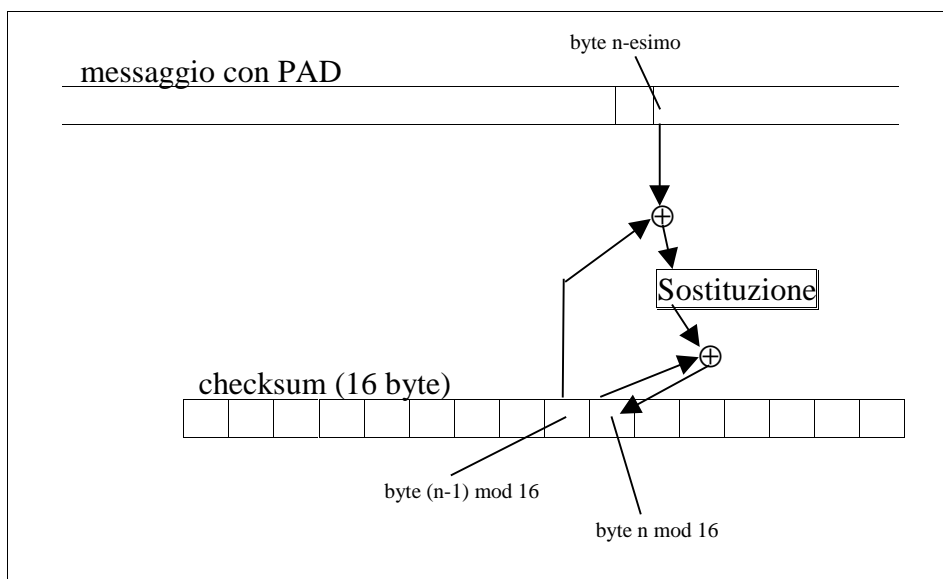 byte n-esimo
messaggio con PAD
Sostituzione
checksum (16 byte)
byte (n-1) mod 16
byte n mod 16